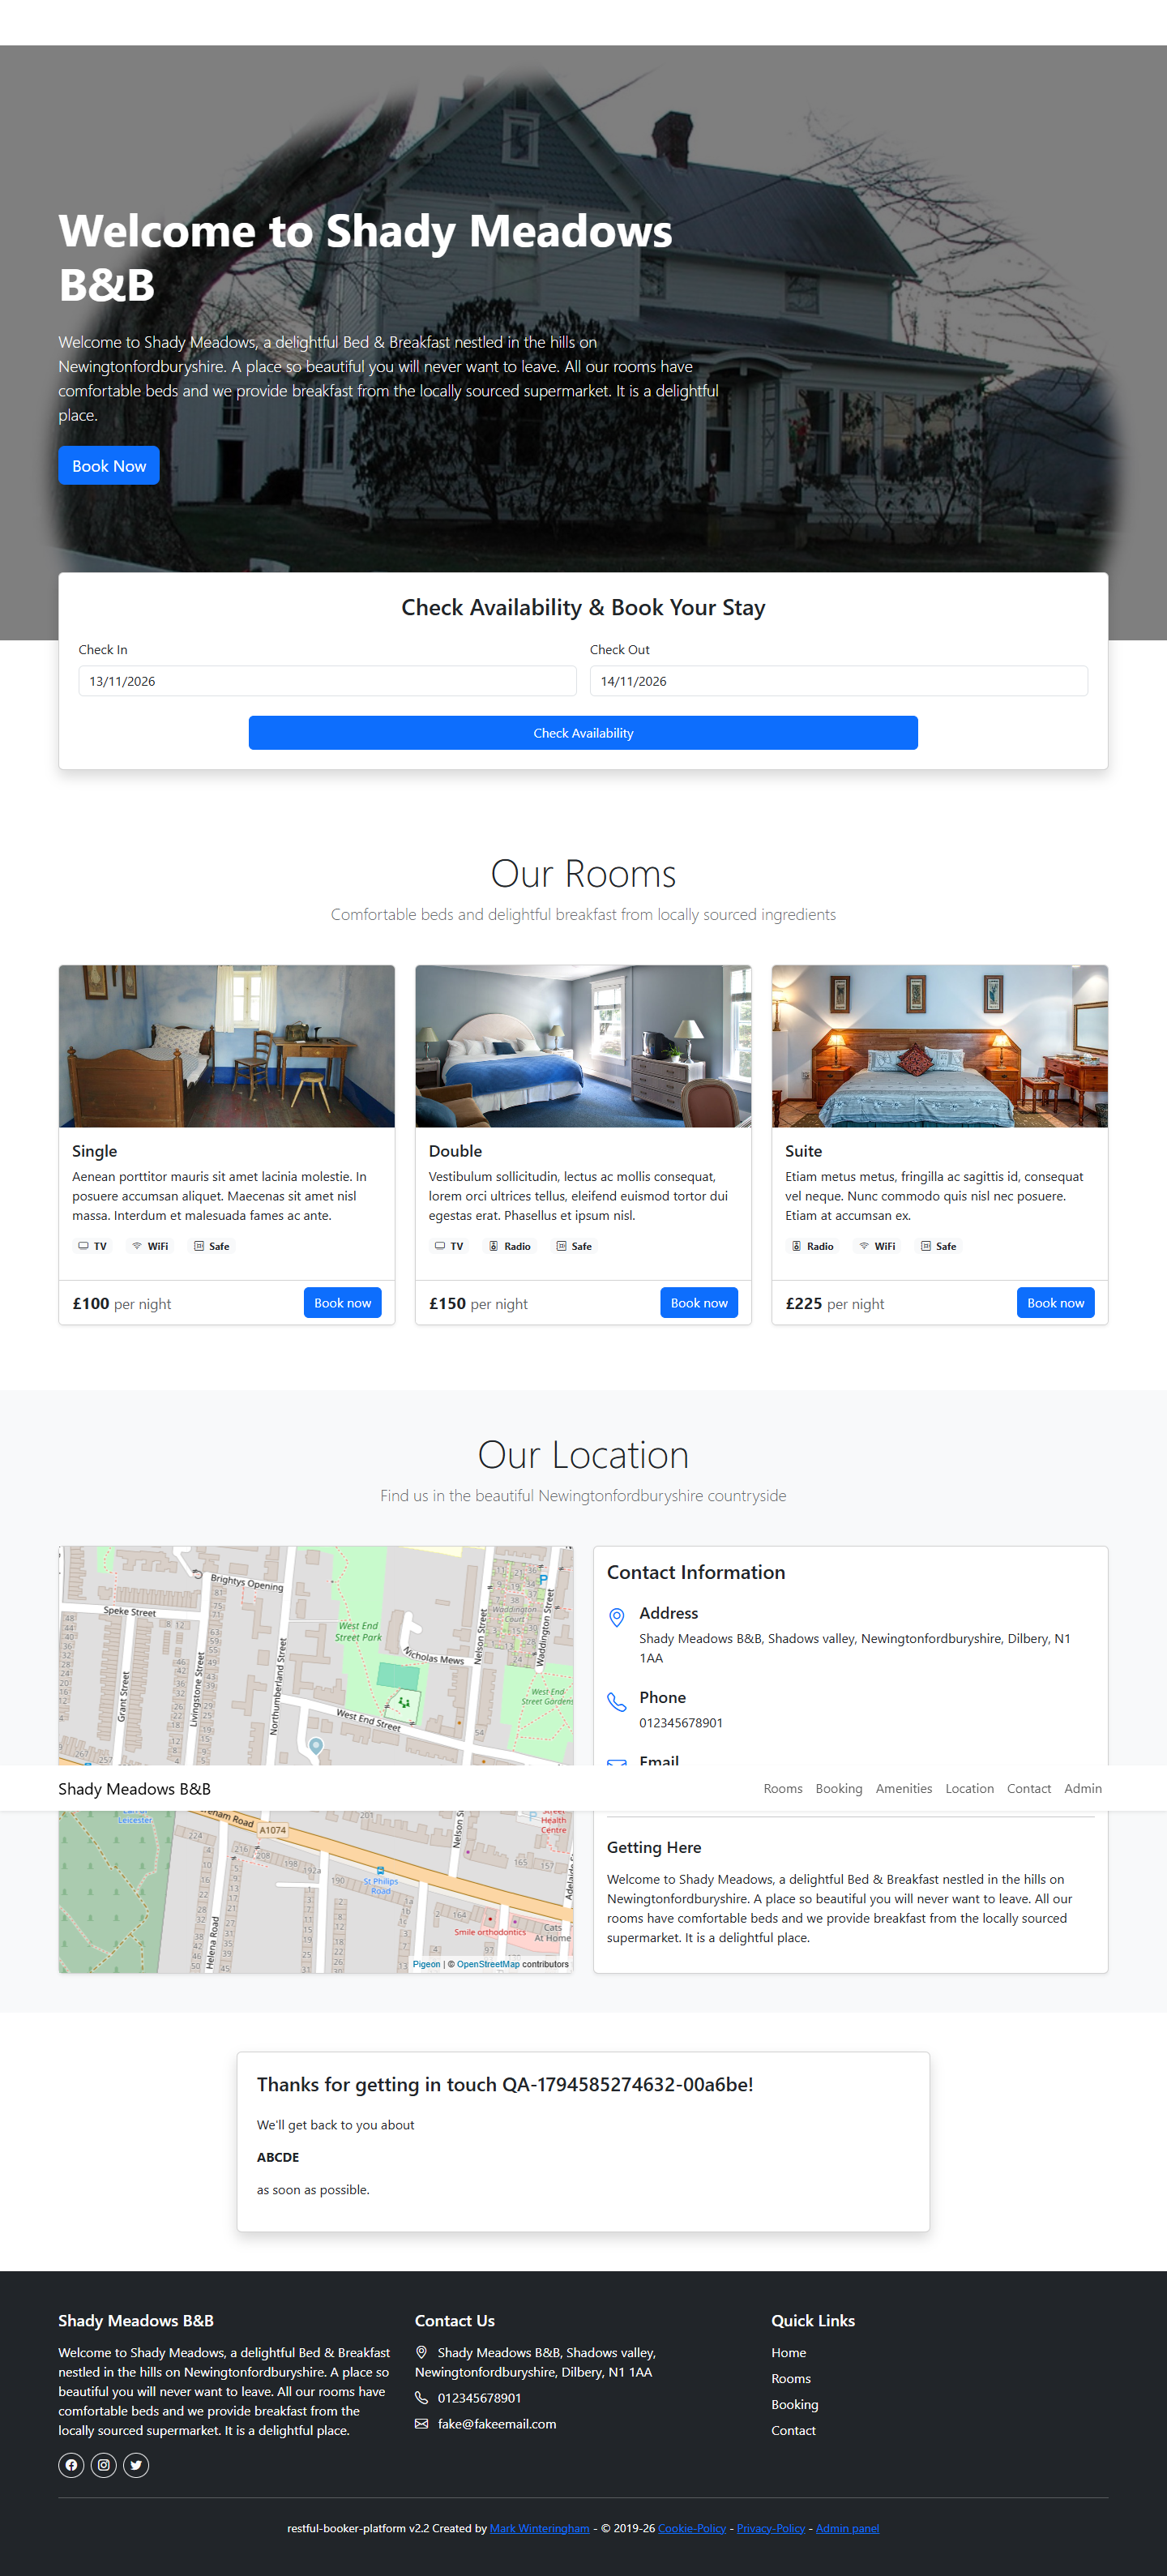 Welcome to Shady Meadows
B&B
Welcome to Shady Meadows, a delightful Bed & Breakfast nestled in the hills on
Newingtonfordburyshire. A place so beautiful you will never want to leave. All our rooms have
comfortable beds and we provide breakfast from the locally sourced supermarket. It is a delightful
place.
Book Now
Check Availability & Book Your Stay
Check In
Check Out
13/11/2026
14/11/2026
Check Availability
Our Rooms
Comfortable beds and delightful breakfast from locally sourced ingredients
Single
Aenean porttitor mauris sit amet lacinia molestie. In
posuere accumsan aliquet. Maecenas sit amet nisl
massa. Interdum et malesuada fames ac ante.
TV WiFi Safe
£100 per night
Book now
Double
Vestibulum sollicitudin, lectus ac mollis consequat,
lorem orci ultrices tellus, eleifend euismod tortor dui
egestas erat. Phasellus et ipsum nisl.
TV Radio Safe
£150 per night
Book now
Suite
Etiam metus metus, fringilla ac sagittis id, consequat
vel neque. Nunc commodo quis nisl nec posuere.
Etiam at accumsan ex.
Radio WiFi Safe
£225 per night
Book now
Our Location
Find us in the beautiful Newingtonfordburyshire countryside
Brightys Opening
Speke Street
West End
Street Park
Nicholas Mews
Nelson Street
Waddington
Court
Waddington Street
Grant Street
Livingstone Street
Northumberland Street
West End Street
West End
Street Gardens
Contact Information
Address
Shady Meadows B&B, Shadows valley, Newingtonfordburyshire, Dilbery, N1
1AA
Phone
012345678901
Email
Shady Meadows B&B
Rooms Booking Amenities Location Contact Admin
Leicester
A1074
Street
Health
Centre
St Philips
Road
Helena Road
Smile orthodontics
Cats
At Home
Pigeon | © OpenStreetMap contributors
Getting Here
Welcome to Shady Meadows, a delightful Bed & Breakfast nestled in the hills on
Newingtonfordburyshire. A place so beautiful you will never want to leave. All our
rooms have comfortable beds and we provide breakfast from the locally sourced
supermarket. It is a delightful place.
Thanks for getting in touch QA-1794585274632-00a6be!
We'll get back to you about
ABCDE
as soon as possible.
Shady Meadows B&B
Welcome to Shady Meadows, a delightful Bed & Breakfast
nestled in the hills on Newingtonfordburyshire. A place so
beautiful you will never want to leave. All our rooms have
comfortable beds and we provide breakfast from the
locally sourced supermarket. It is a delightful place.
Contact Us
Shady Meadows B&B, Shadows valley,
Newingtonfordburyshire, Dilbery, N1 1AA
012345678901
fake@fakeemail.com
Quick Links
Home
Rooms
Booking
Contact
restful-booker-platform v2.2 Created by Mark Winteringham - © 2019-26 Cookie-Policy - Privacy-Policy - Admin panel